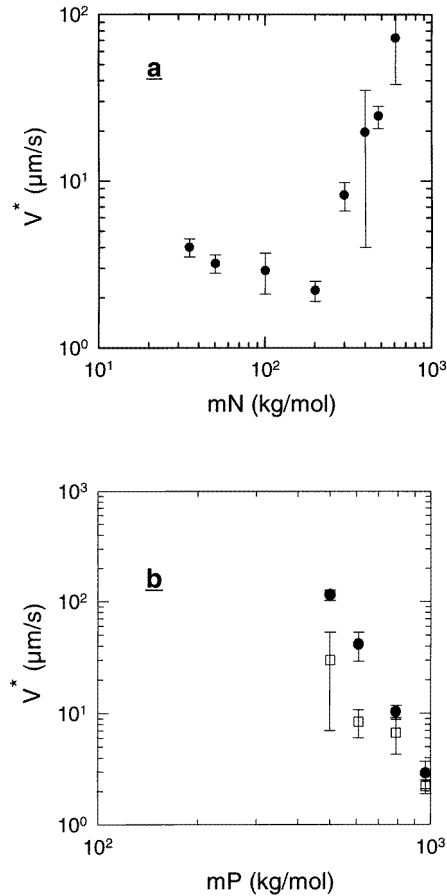 10²
a
V* (µm/s)
10¹
10⁰
10¹ 10² 10³
mN (kg/mol)
10³
b
10²
V* (µm/s)
10¹
10⁰
10² 10³
mP (kg/mol)